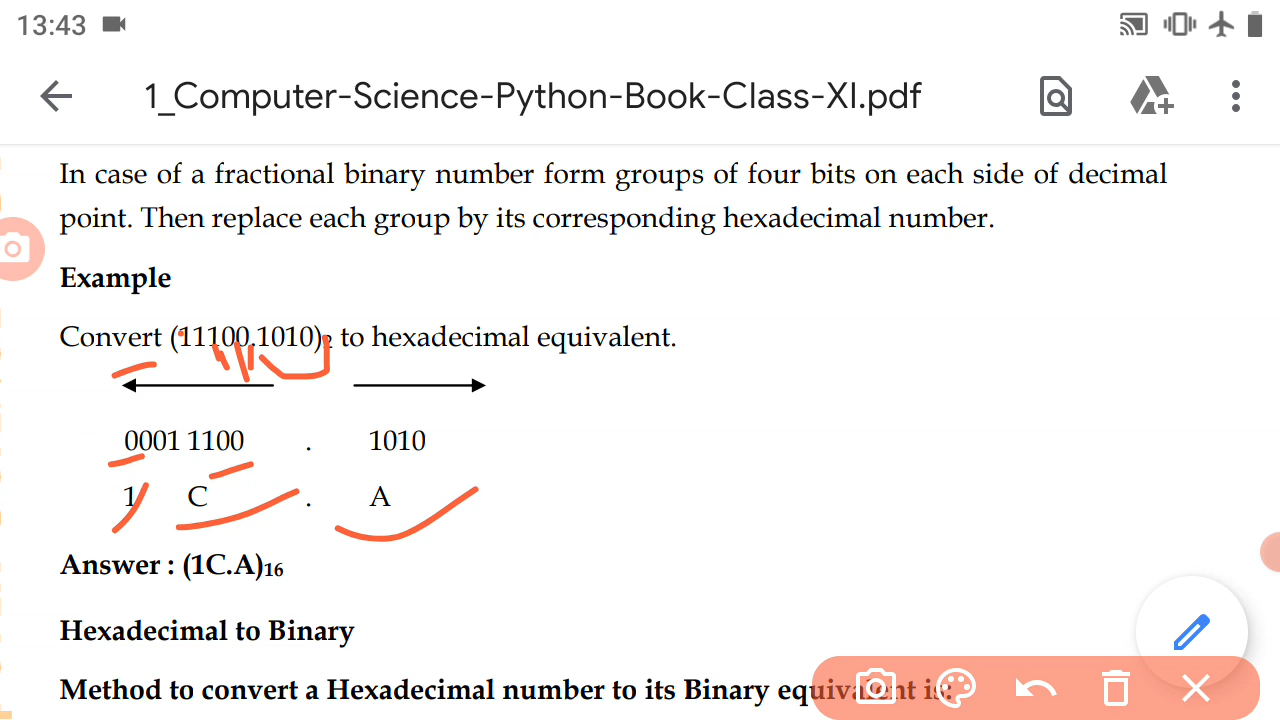 13:43
1_Computer-Science-Python-Book-Class-XI.pdf
In case of a fractional binary number form groups of four bits on each side of decimal
point. Then replace each group by its corresponding hexadecimal number.
Example
Convert (11100.1010)₂ to hexadecimal equivalent.
0001 1100 . 1010
1 C . A
Answer : (1C.A)₁₆
Hexadecimal to Binary
Method to convert a Hexadecimal number to its Binary equivalent is: